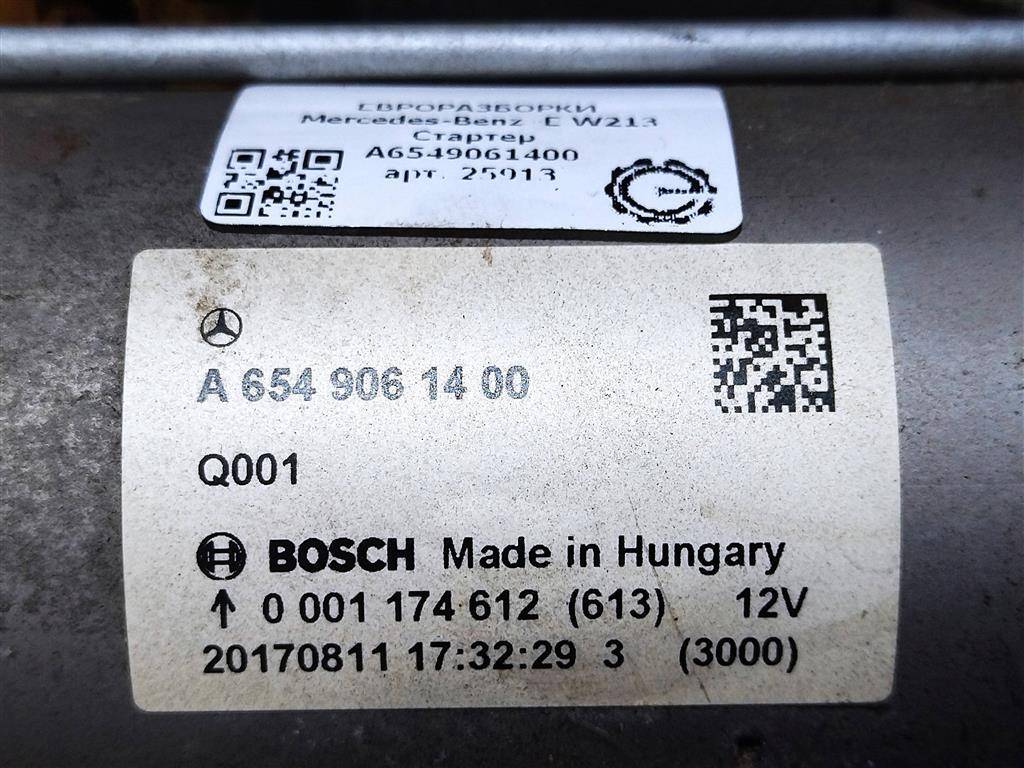 ЕВРОРАЗБОРКИ
Mercedes-Benz E W213
Стартер
A6549061400
арт. 25913
A 654 906 14 00
Q001
BOSCH Made in Hungary
↑ 0 001 174 612 (613) 12V
20170811 17:32:29 3 (3000)